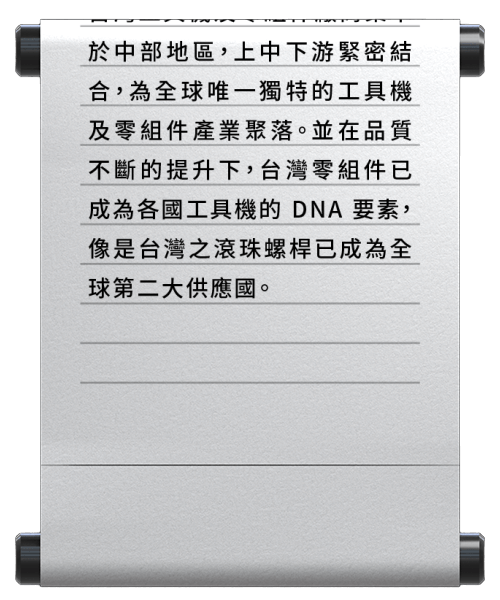 於中部地區，上中下游緊密結
合，為全球唯一獨特的工具機
及零組件產業聚落。並在品質
不斷的提升下，台灣零組件已
成為各國工具機的 DNA 要素，
像是台灣之滾珠螺桿已成為全
球第二大供應國。